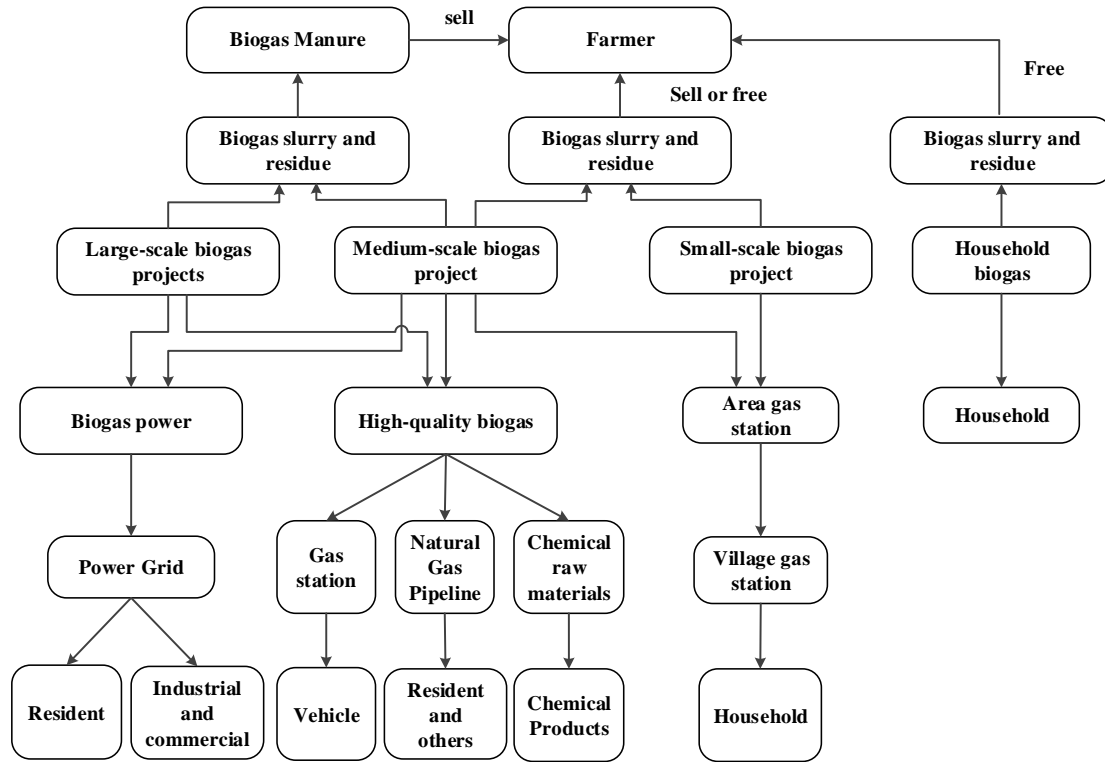 sell
Biogas Manure
Farmer
Free
Sell or free
Biogas slurry and
residue
Biogas slurry and
residue
Biogas slurry and
residue
Large-scale biogas
projects
Medium-scale biogas
project
Small-scale biogas
project
Household
biogas
Biogas power
High-quality biogas
Area gas
station
Household
Power Grid
Gas
station
Natural
Gas
Pipeline
Chemical
raw
materials
Village gas
station
Resident
Industrial
and
commercial
Vehicle
Resident
and
others
Chemical
Products
Household